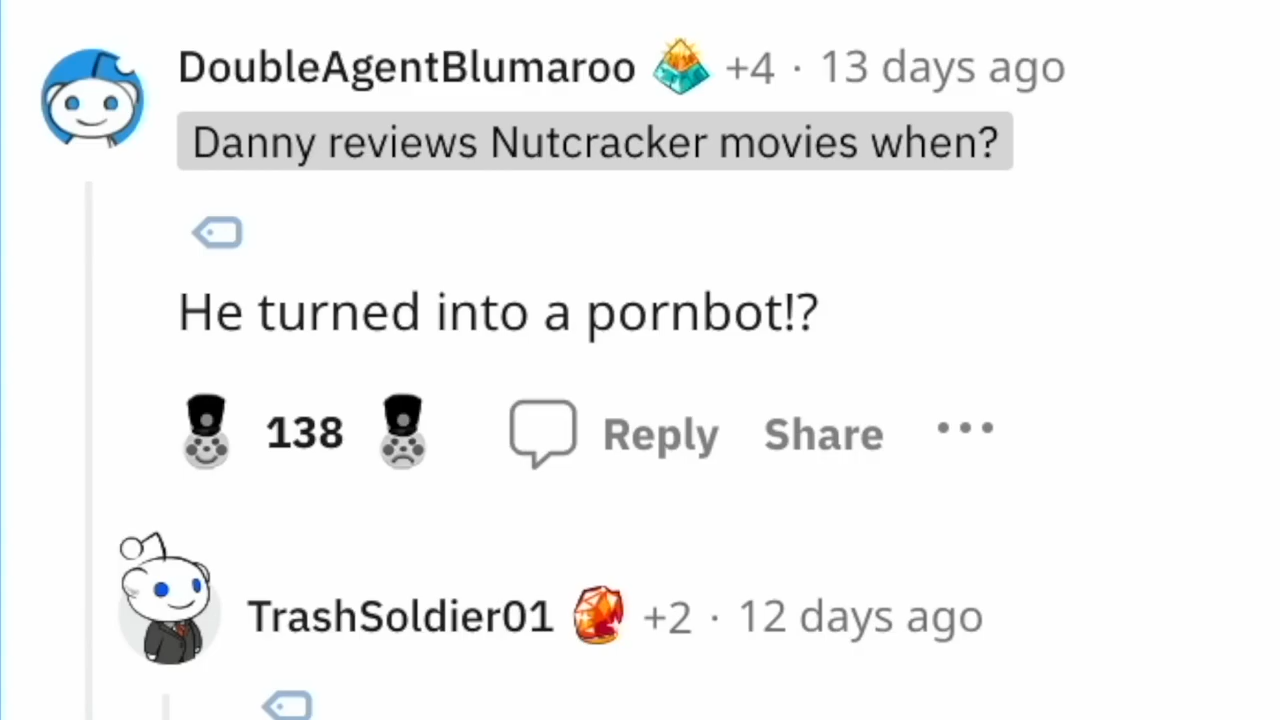 DoubleAgentBlumaroo +4 · 13 days ago
Danny reviews Nutcracker movies when?
He turned into a pornbot!?
138 Reply Share ···
TrashSoldier01 +2 · 12 days ago